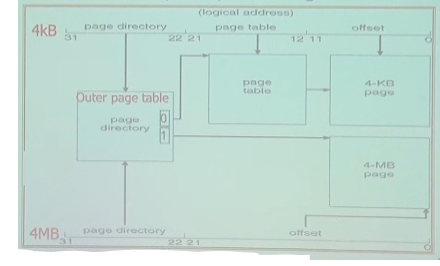 (logical address)
4kB page directory page table offset
31 22 21 12 11 0
Outer page table
page directory
0
1
page table
4-KB page
4-MB page
4MB page directory offset
31 22 21 0